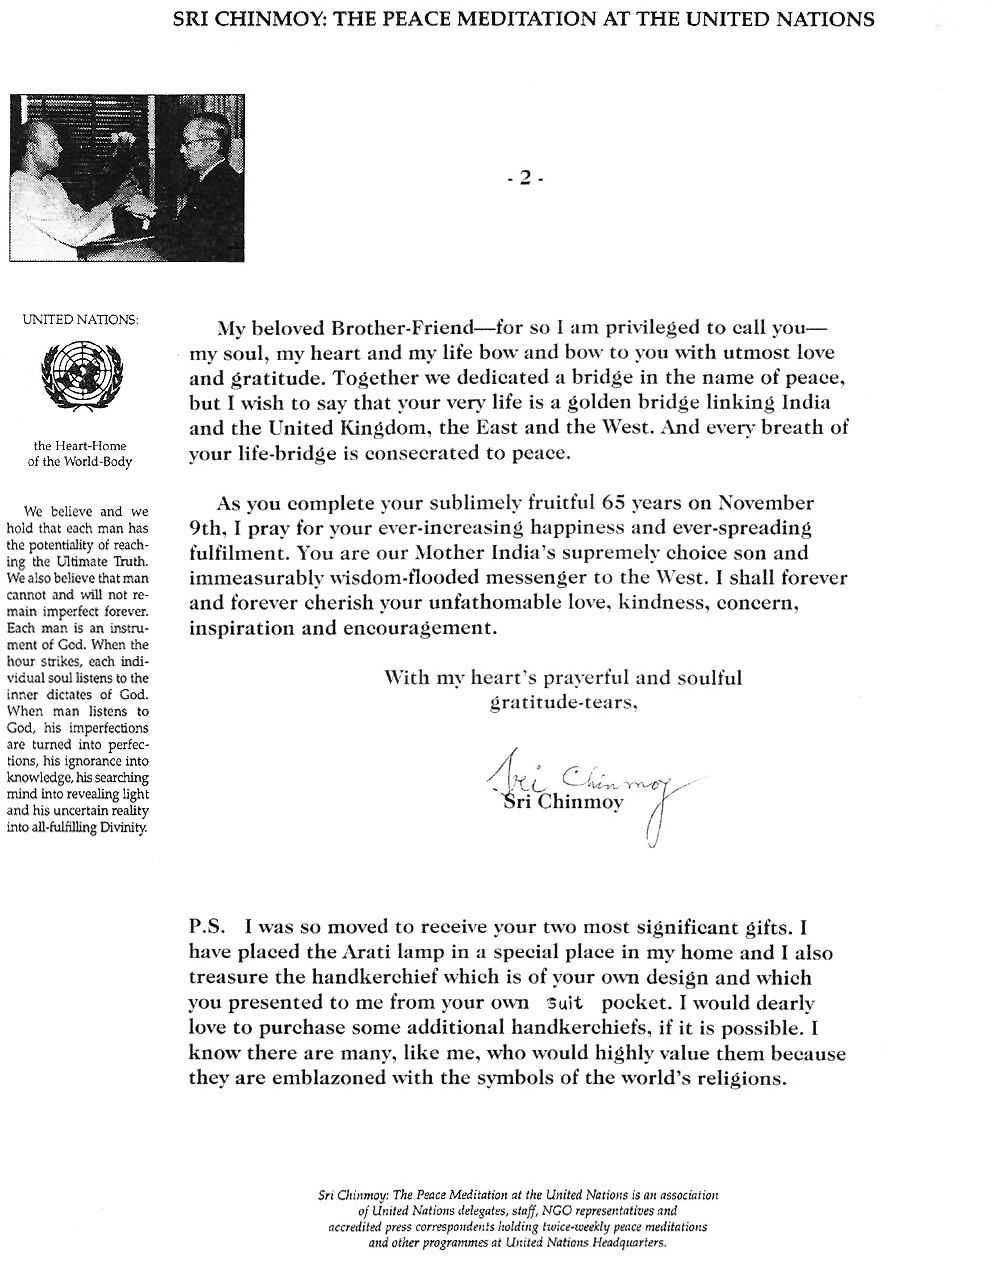 SRI CHINMOY: THE PEACE MEDITATION AT THE UNITED NATIONS
- 2 -
UNITED NATIONS:
the Heart-Home
of the World-Body
We believe and we
hold that each man has
the potentiality of reach-
ing the Ultimate Truth.
We also believe that man
cannot and will not re-
main imperfect forever.
Each man is an instru-
ment of God. When the
hour strikes, each indi-
vidual soul listens to the
inner dictates of God.
When man listens to
God, his imperfections
are turned into perfec-
tions, his ignorance into
knowledge, his searching
mind into revealing light
and his uncertain reality
into all-fulfilling Divinity.
My beloved Brother-Friend—for so I am privileged to call you—
my soul, my heart and my life bow and bow to you with utmost love
and gratitude. Together we dedicated a bridge in the name of peace,
but I wish to say that your very life is a golden bridge linking India
and the United Kingdom, the East and the West. And every breath of
your life-bridge is consecrated to peace.
As you complete your sublimely fruitful 65 years on November
9th, I pray for your ever-increasing happiness and ever-spreading
fulfilment. You are our Mother India's supremely choice son and
immeasurably wisdom-flooded messenger to the West. I shall forever
and forever cherish your unfathomable love, kindness, concern,
inspiration and encouragement.
With my heart's prayerful and soulful
gratitude-tears,
Sri Chinmoy
Sri Chinmoy
P.S. I was so moved to receive your two most significant gifts. I
have placed the Arati lamp in a special place in my home and I also
treasure the handkerchief which is of your own design and which
you presented to me from your own suit pocket. I would dearly
love to purchase some additional handkerchiefs, if it is possible. I
know there are many, like me, who would highly value them because
they are emblazoned with the symbols of the world's religions.
Sri Chinmoy: The Peace Meditation at the United Nations is an association
of United Nations delegates, staff, NGO representatives and
accredited press correspondents holding twice-weekly peace meditations
and other programmes at United Nations Headquarters.